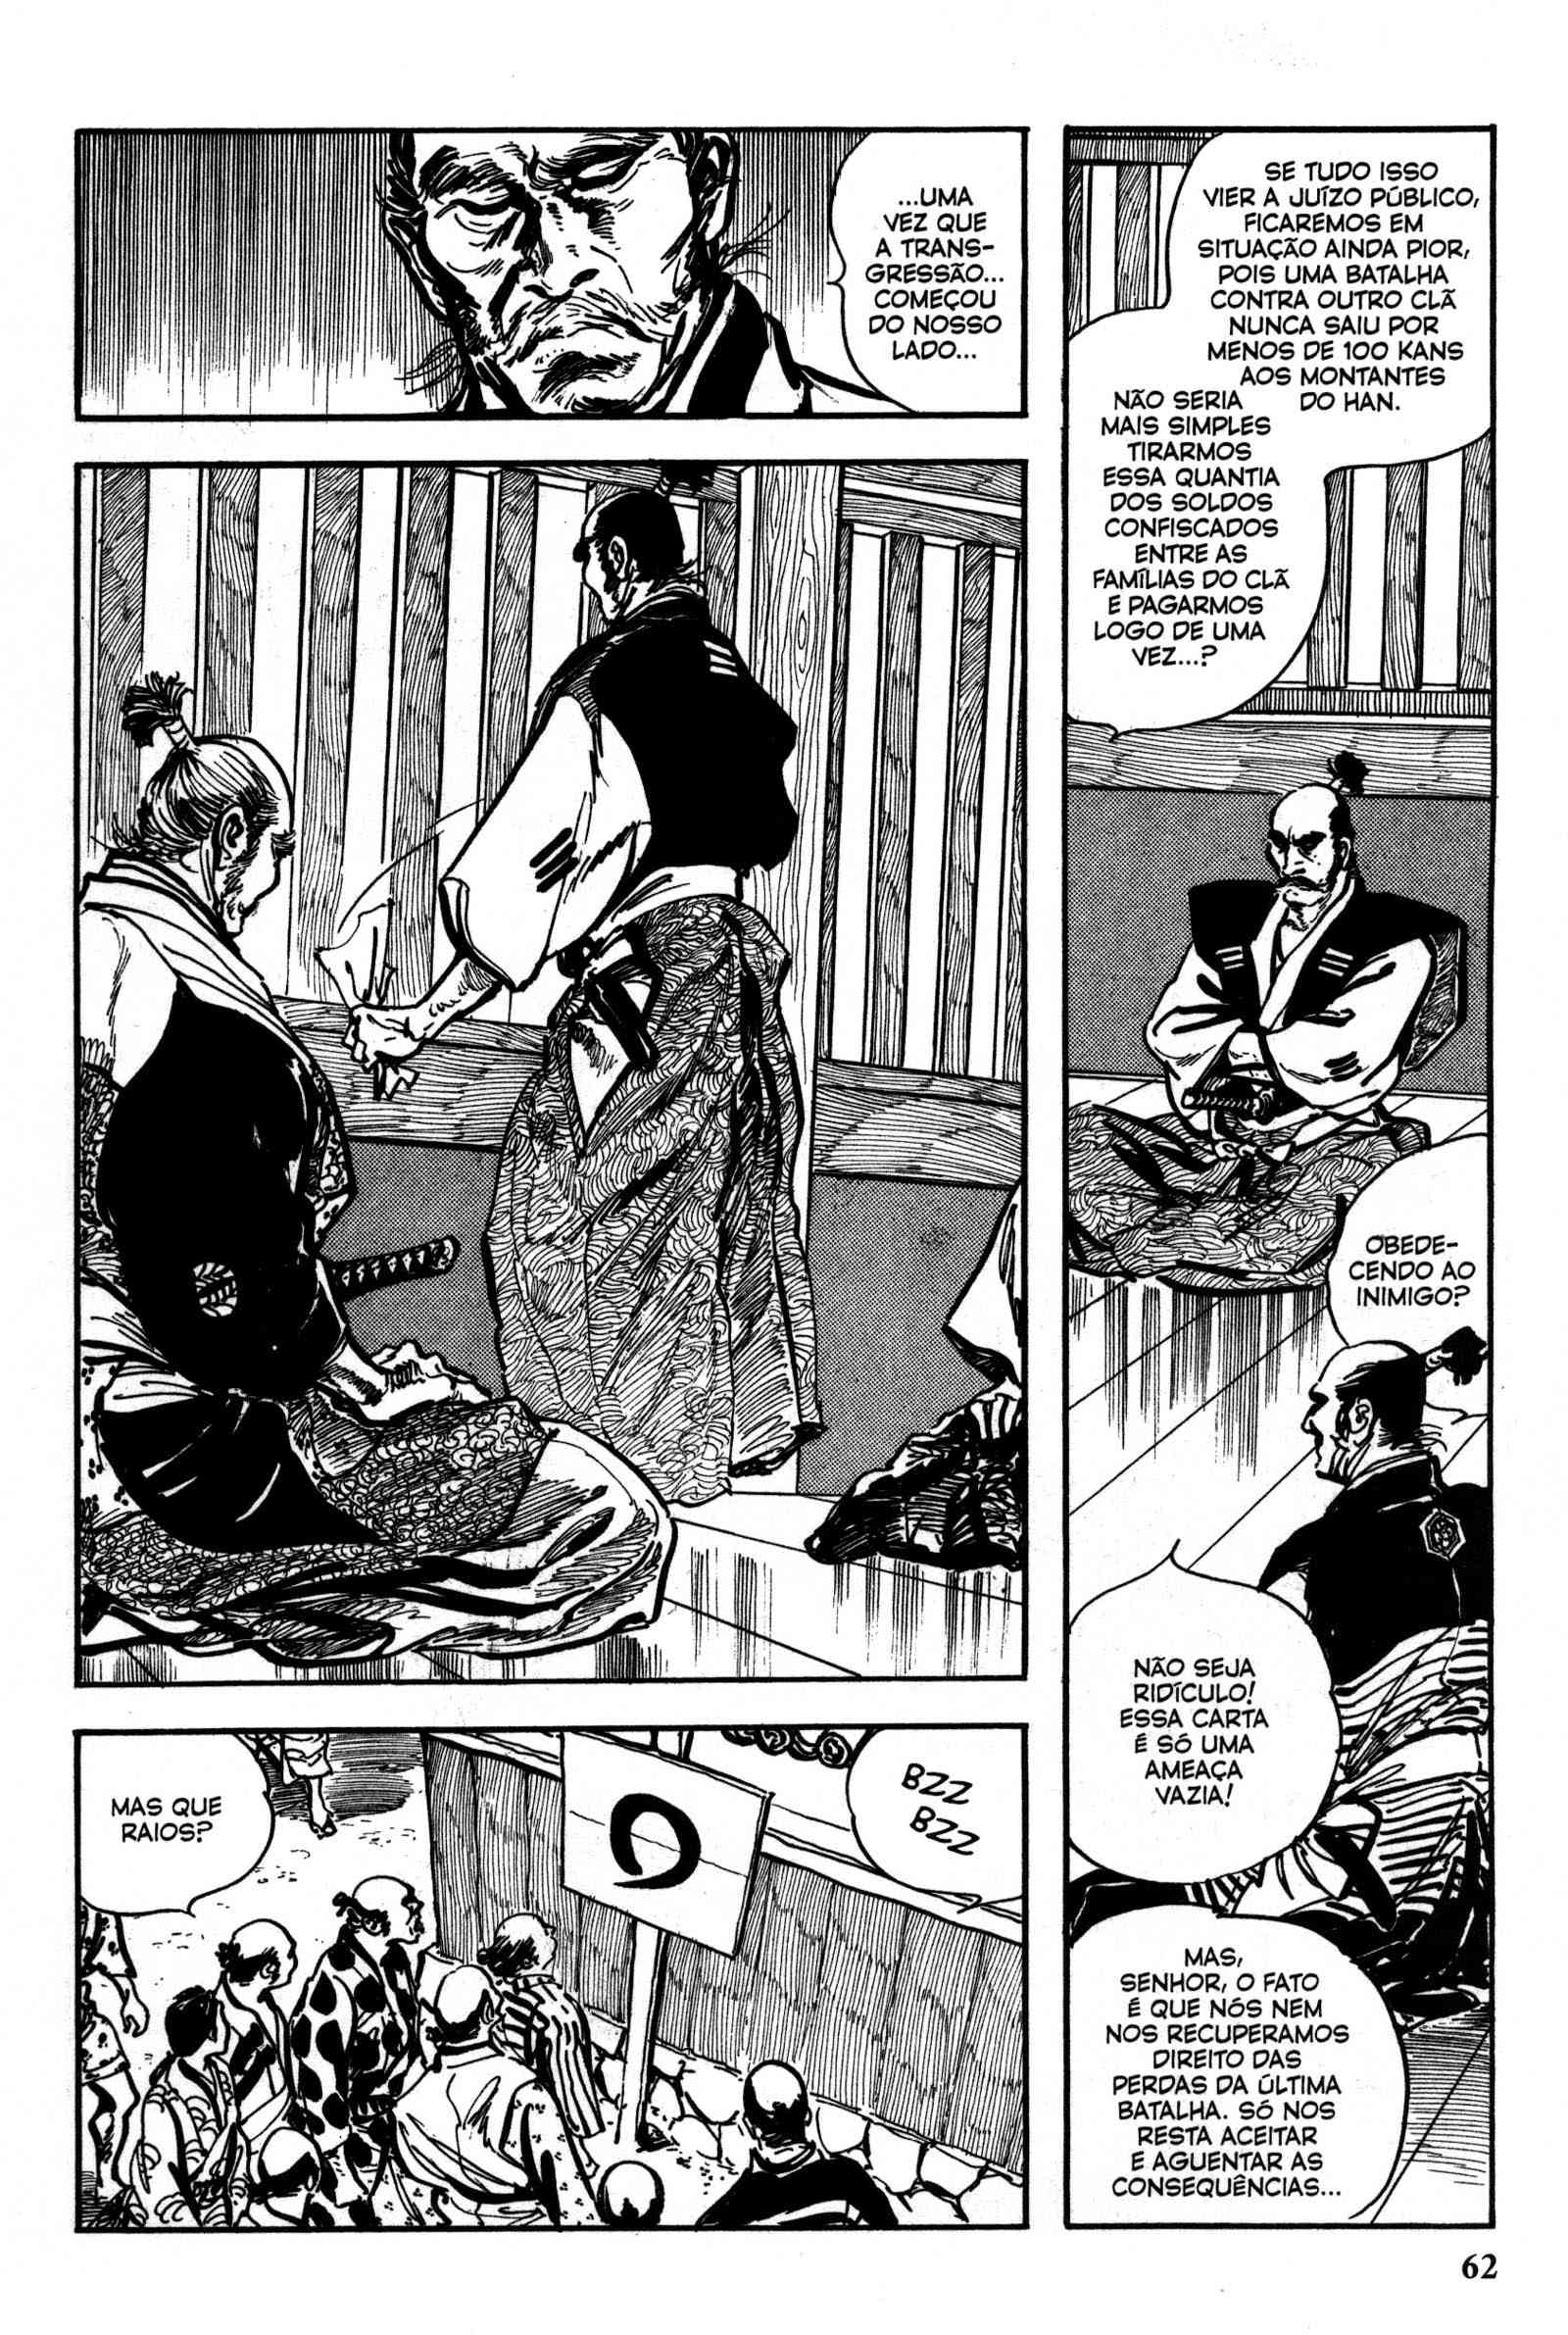 SE TUDO ISSO
VIER A JUÍZO PÚBLICO,
FICAREMOS EM
SITUAÇÃO AINDA PIOR,
POIS UMA BATALHA
CONTRA OUTRO CLÃ
NUNCA SAIU POR
MENOS DE 100 KANS
AOS MONTANTES
DO HAN.
NÃO SERIA
MAIS SIMPLES
TIRARMOS
ESSA QUANTIA
DOS SOLDOS
CONFISCADOS
ENTRE AS
FAMÍLIAS DO CLÃ
E PAGARMOS
LOGO DE UMA
VEZ...?
OBEDE-
CENDO AO
INIMIGO?
NÃO SEJA
RIDÍCULO!
ESSA CARTA
É SÓ UMA
AMEAÇA
VAZIA!
MAS,
SENHOR, O FATO
É QUE NÓS NEM
NOS RECUPERAMOS
DIREITO DAS
PERDAS DA ÚLTIMA
BATALHA. SÓ NOS
RESTA ACEITAR
E AGUENTAR AS
CONSEQUÊNCIAS...
...UMA
VEZ QUE
A TRANS-
GRESSÃO...
COMEÇOU
DO NOSSO
LADO...
BZZ
BZZ
MAS QUE
RAIOS?
62